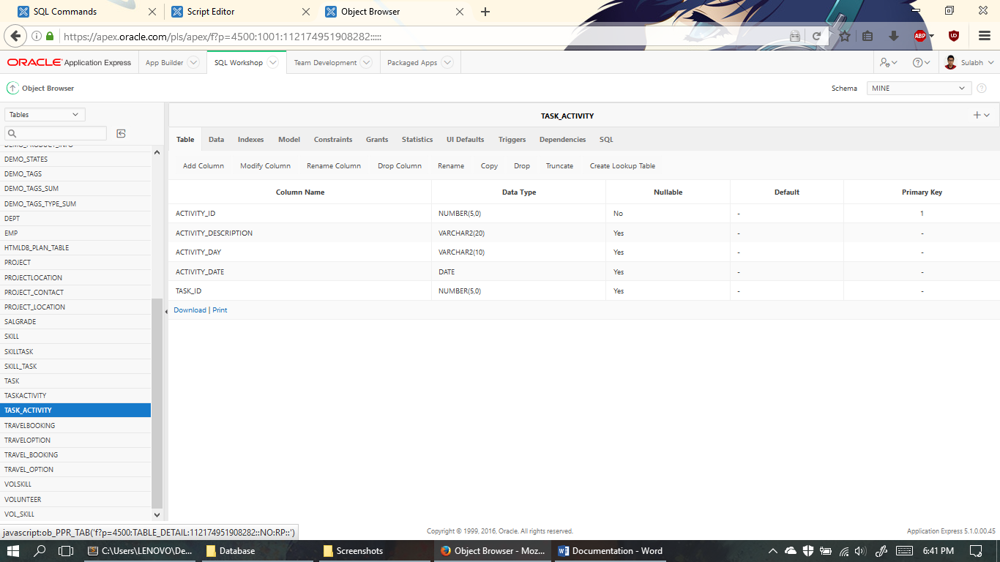 SQL Commands
Script Editor
Object Browser
https://apex.oracle.com/pls/apex/f?p=4500:1001:112174951908282:::::
ABP
ORACLE Application Express
App Builder
SQL Workshop
Team Development
Packaged Apps
Sulabh
Object Browser
Schema
MINE
Tables
TASK_ACTIVITY
Table Data Indexes Model Constraints Grants Statistics UI Defaults Triggers Dependencies SQL
Add Column Modify Column Rename Column Drop Column Rename Copy Drop Truncate Create Lookup Table
Column Name Data Type Nullable Default Primary Key
ACTIVITY_ID NUMBER(5,0) No - 1
ACTIVITY_DESCRIPTION VARCHAR2(20) Yes - -
ACTIVITY_DAY VARCHAR2(10) Yes - -
ACTIVITY_DATE DATE Yes - -
TASK_ID NUMBER(5,0) Yes - -
Download | Print
DEMO_PRODUCT_INFO
DEMO_STATES
DEMO_TAGS
DEMO_TAGS_SUM
DEMO_TAGS_TYPE_SUM
DEPT
EMP
HTMLDB_PLAN_TABLE
PROJECT
PROJECTLOCATION
PROJECT_CONTACT
PROJECT_LOCATION
SALGRADE
SKILL
SKILLTASK
SKILL_TASK
TASK
TASKACTIVITY
TASK_ACTIVITY
TRAVELBOOKING
TRAVELOPTION
TRAVEL_BOOKING
TRAVEL_OPTION
VOLSKILL
VOLUNTEER
VOL_SKILL
javascript:ob_PPR_TAB('f?p=4500:TABLE_DETAIL:112174951908282::NO:RP::')
Copyright © 1999, 2016, Oracle. All rights reserved.
Application Express 5.1.0.00.45
C:\Users\LENOVO\De...
Database
Screenshots
Object Browser - Moz...
Documentation - Word
6:41 PM